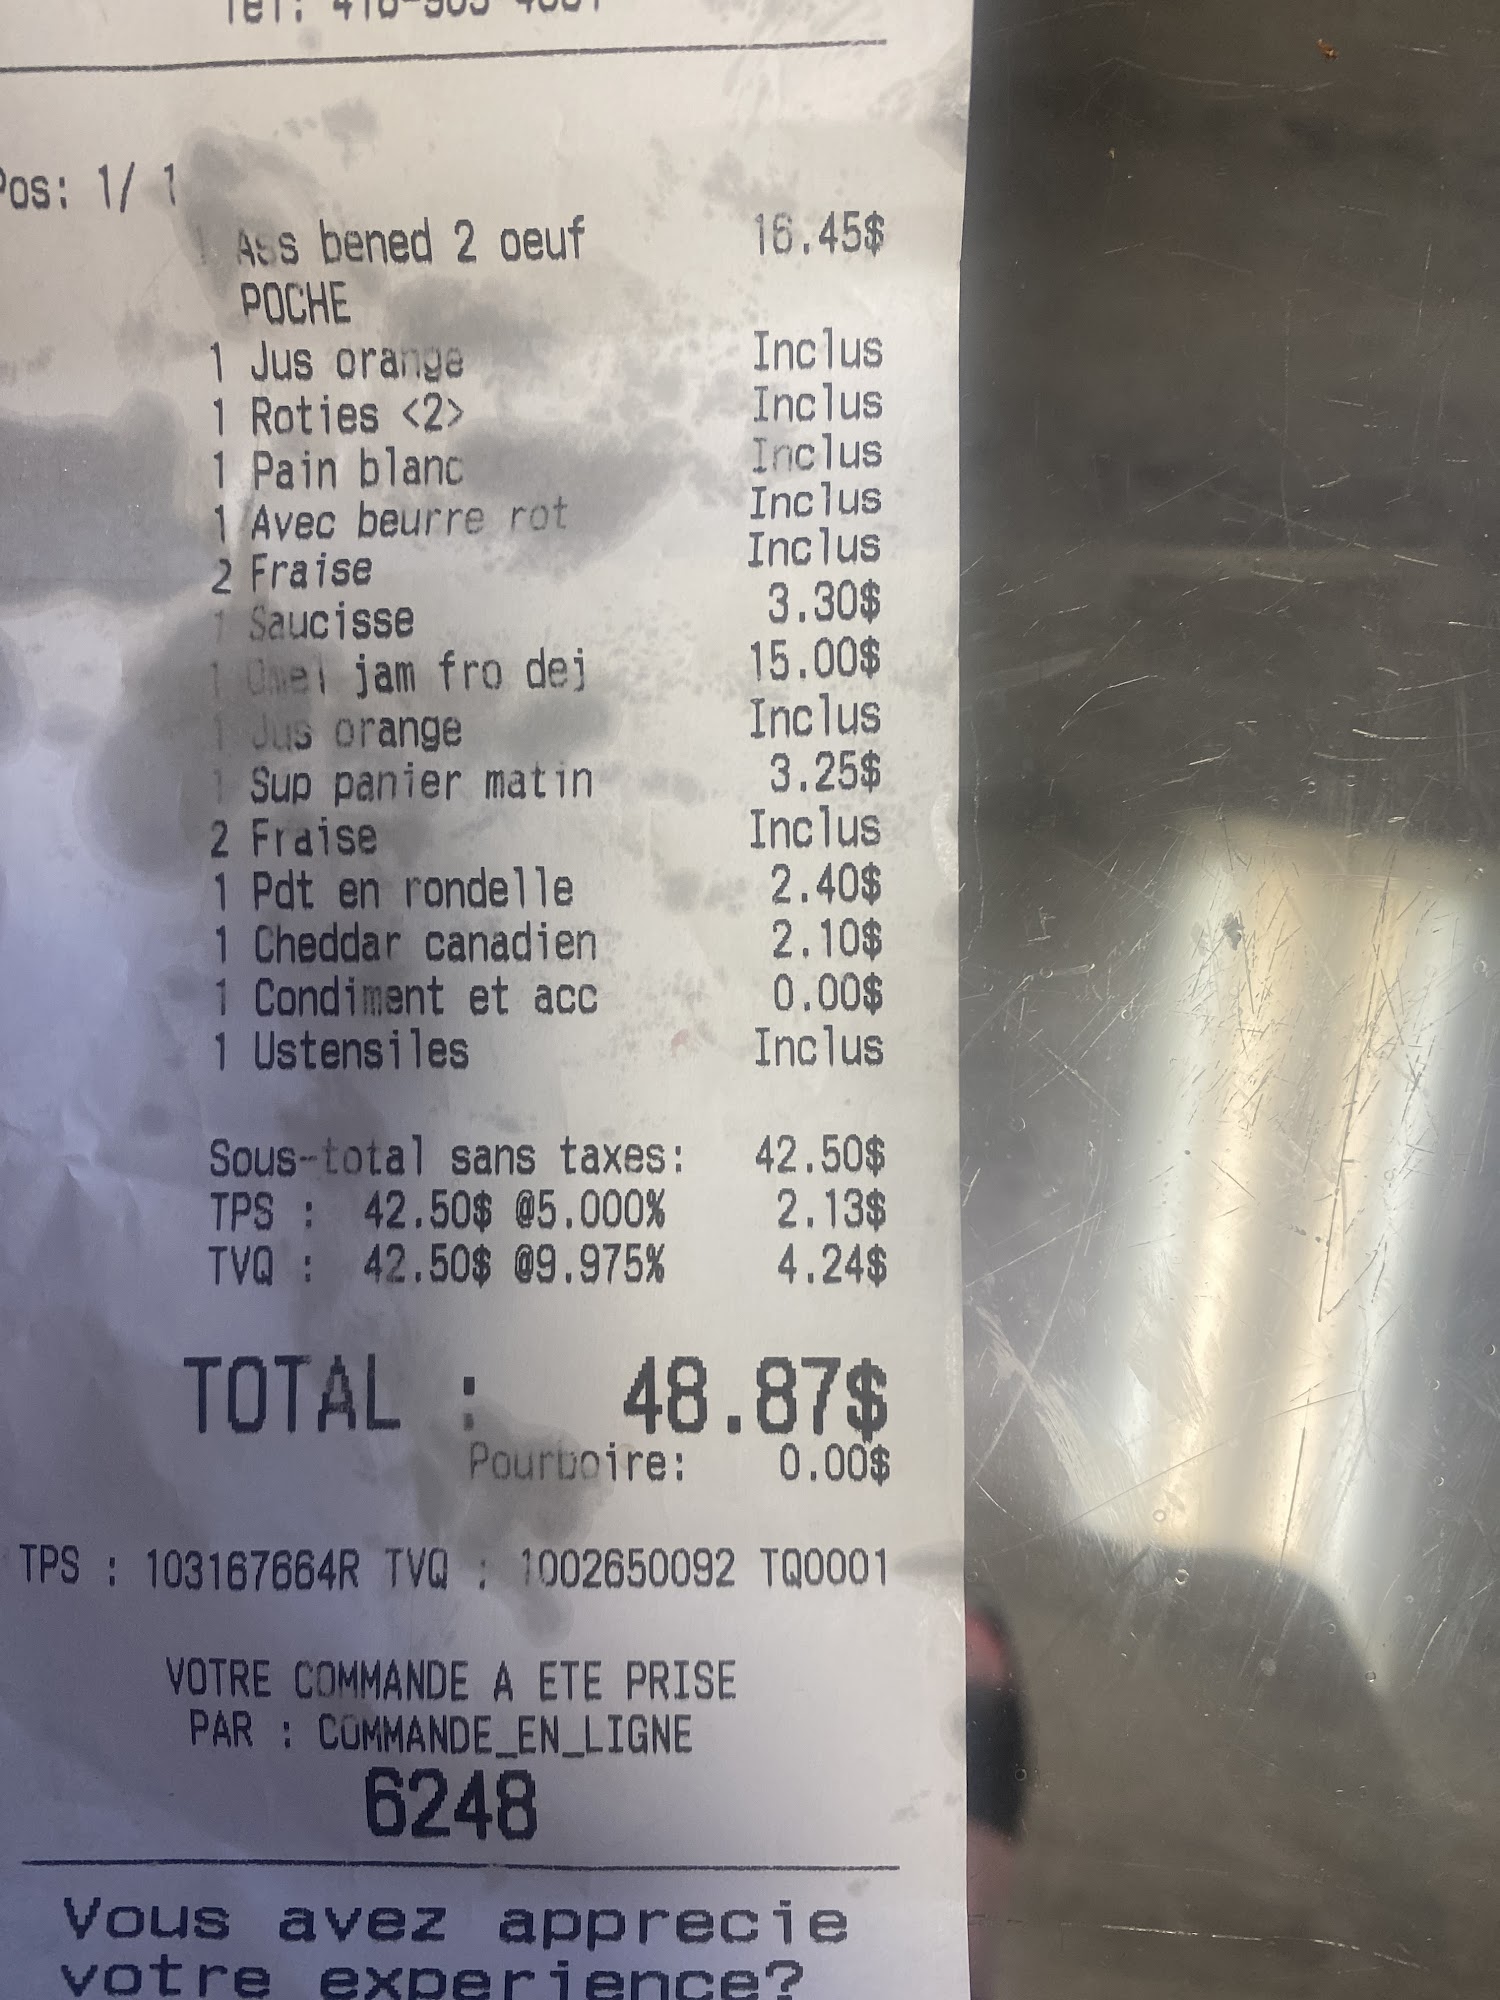 Pos: 1/ 1
1 Ass bened 2 oeuf 16.45$
POCHE
1 Jus orange Inclus
1 Roties <2> Inclus
1 Pain blanc Inclus
1 Avec beurre rot Inclus
2 Fraise Inclus
1 Saucisse 3.30$
1 Omel jam fro dej 15.00$
1 Jus orange Inclus
1 Sup panier matin 3.25$
2 Fraise Inclus
1 Pdt en rondelle 2.40$
1 Cheddar canadien 2.10$
1 Condiment et acc 0.00$
1 Ustensiles Inclus
Sous-total sans taxes: 42.50$
TPS : 42.50$ @5.000% 2.13$
TVQ : 42.50$ @9.975% 4.24$
TOTAL : 48.87$
Pourboire: 0.00$
TPS : 103167664R TVQ : 1002650092 TQ0001
VOTRE COMMANDE A ETE PRISE
PAR : COMMANDE_EN_LIGNE
6248
Vous avez apprecie
votre experience?